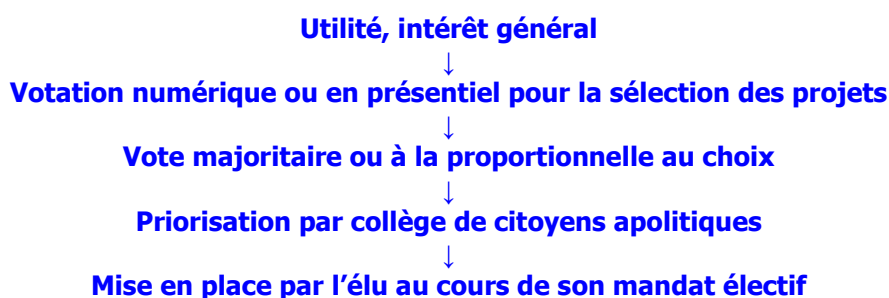 Utilité, intérêt général
↓
Votation numérique ou en présentiel pour la sélection des projets
↓
Vote majoritaire ou à la proportionnelle au choix
↓
Priorisation par collège de citoyens apolitiques
↓
Mise en place par l’élu au cours de son mandat électif